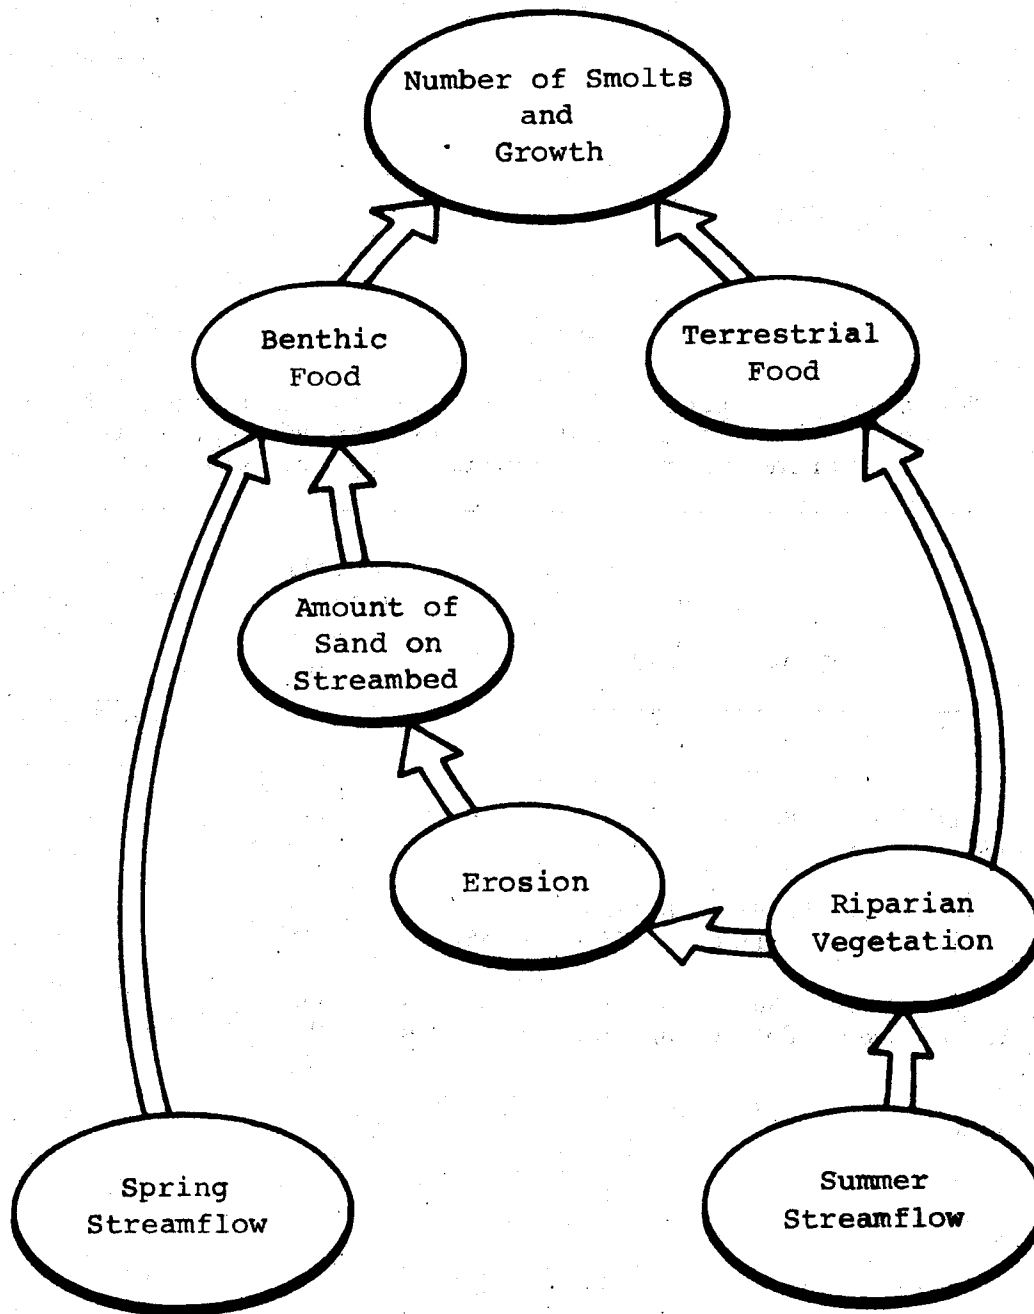 Number of Smolts
and
Growth
Benthic
Food
Terrestrial
Food
Amount of
Sand on
Streambed
Erosion
Riparian
Vegetation
Spring
Streamflow
Summer
Streamflow